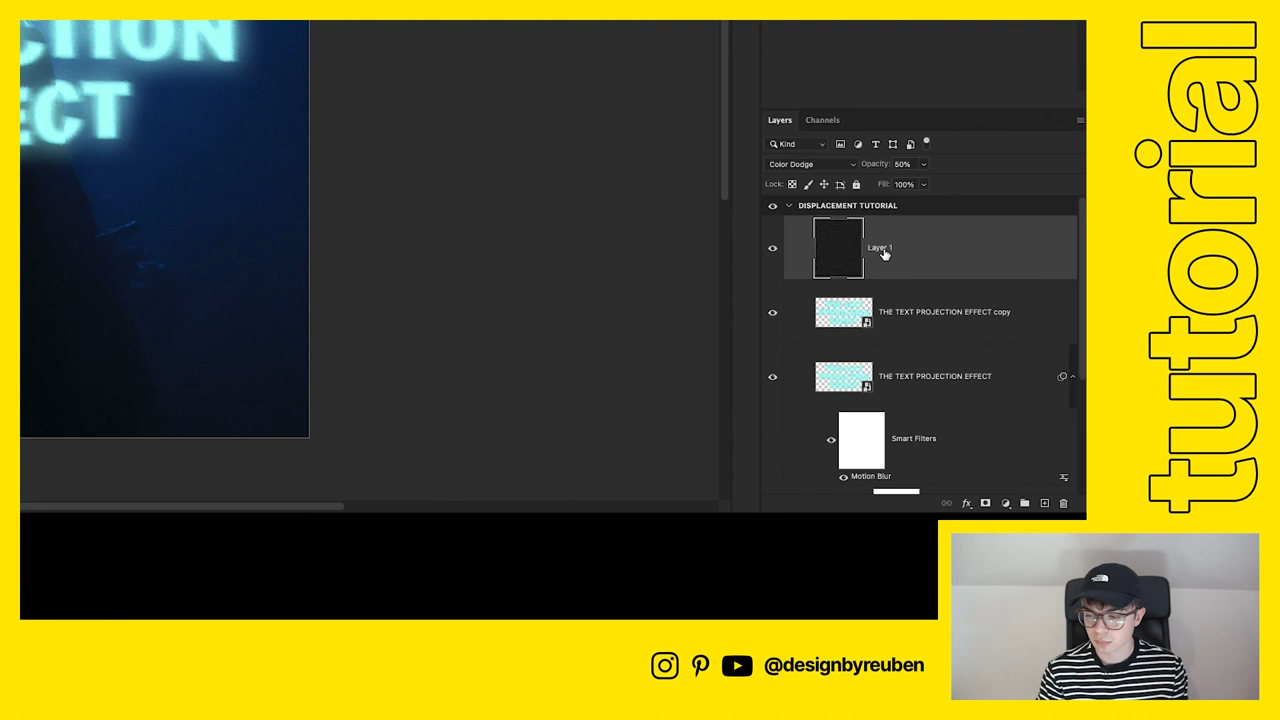 CTION
ECT
Layers Channels
Kind
Color Dodge Opacity: 50%
Lock: Fill: 100%
DISPLACEMENT TUTORIAL
Layer 1
THE TEXT PROJECTION EFFECT copy
THE TEXT PROJECTION EFFECT
Smart Filters
Motion Blur
fx
tutorial
@designbyreuben